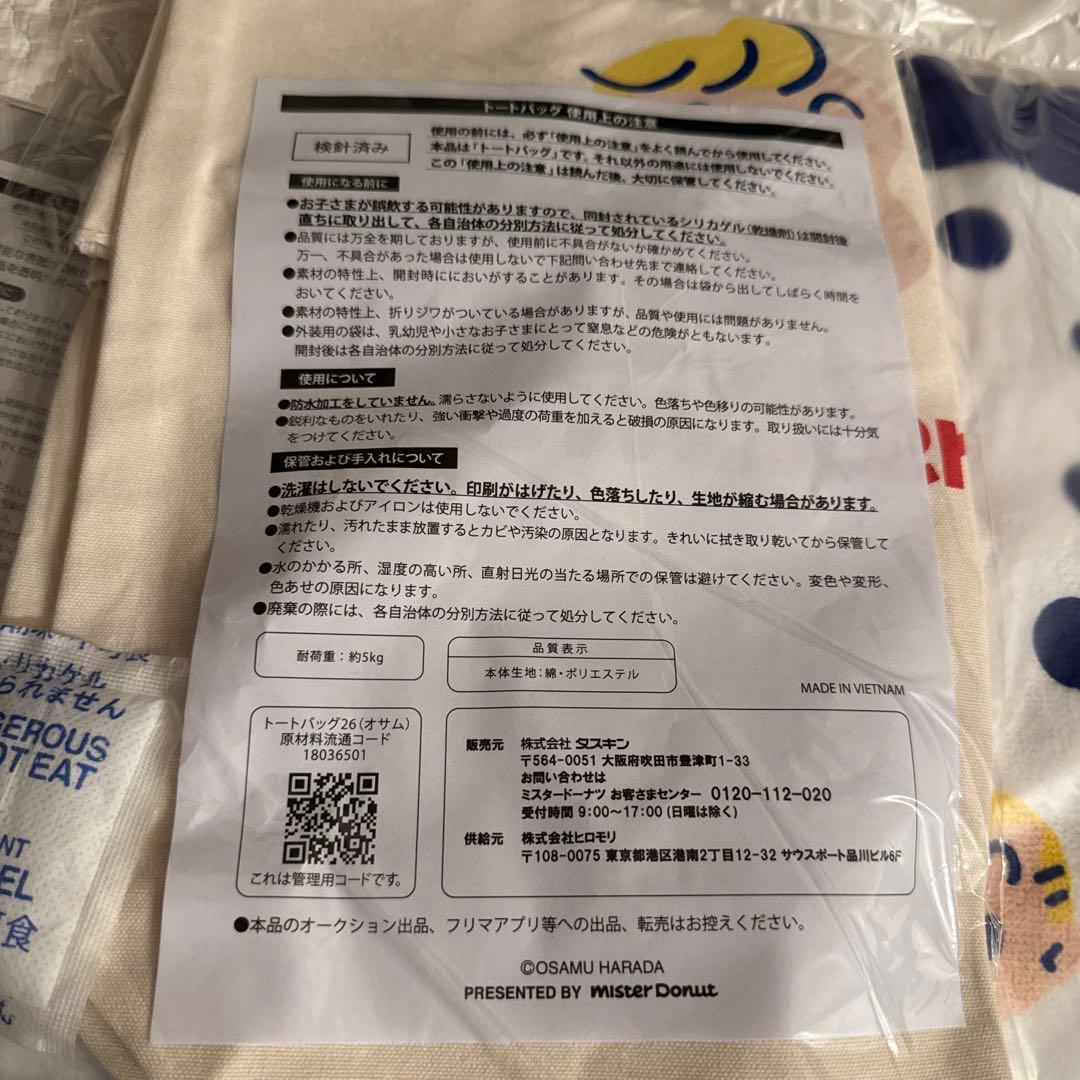 トートバッグ 使用上の注意
検針済み
使用の前には、必ず「使用上の注意」をよく読んでから使用してください。
本品は「トートバッグ」です。それ以外の用途には使用しないでください。
この「使用上の注意」は読んだ後、大切に保管してください。
使用になる前に
●お子さまが誤飲する可能性がありますので、同封されているシリカゲル(乾燥剤)は開封後
直ちに取り出して、各自治体の分別方法に従って処分してください。
●品質には万全を期しておりますが、使用前に不具合がないか確かめてください。
万一、不具合があった場合は使用しないで下記問い合わせ先まで連絡してください。
●素材の特性上、開封時ににおいがすることがあります。その場合は袋から出してしばらく時間を
おいてください。
●素材の特性上、折りジワがついている場合がありますが、品質や使用には問題がありません。
●外装用の袋は、乳幼児や小さなお子さまにとって窒息などの危険がともないます。
開封後は各自治体の分別方法に従って処分してください。
使用について
●防水加工をしていません。濡らさないように使用してください。色落ちや色移りの可能性があります。
●鋭利なものをいれたり、強い衝撃や過度の荷重を加えると破損の原因になります。取り扱いには十分気
をつけてください。
保管および手入れについて
●洗濯はしないでください。印刷がはげたり、色落ちしたり、生地が縮む場合があります。
●乾燥機およびアイロンは使用しないでください。
●濡れたり、汚れたまま放置するとカビや汚染の原因となります。きれいに拭き取り乾いてから保管して
ください。
●水のかかる所、湿度の高い所、直射日光の当たる場所での保管は避けてください。変色や変形、
色あせの原因になります。
●廃棄の際には、各自治体の分別方法に従って処分してください。
耐荷重：約5kg
品質表示
本体生地：綿・ポリエステル
MADE IN VIETNAM
トートバッグ26(オサム)
原材料流通コード
18036501
これは管理用コードです。
販売元 株式会社 ダスキン
〒564-0051 大阪府吹田市豊津町1-33
お問い合わせは
ミスタードーナツ お客さまセンター 0120-112-020
受付時間 9:00～17:00 (日曜は除く)
供給元 株式会社ヒロモリ
〒108-0075 東京都港区港南2丁目12-32 サウスポート品川ビル6F
●本品のオークション出品、フリマアプリ等への出品、転売はお控えください。
©OSAMU HARADA
PRESENTED BY mister Donut
シリカゲル
られません
GEROUS
OT EAT
NT
EL
食